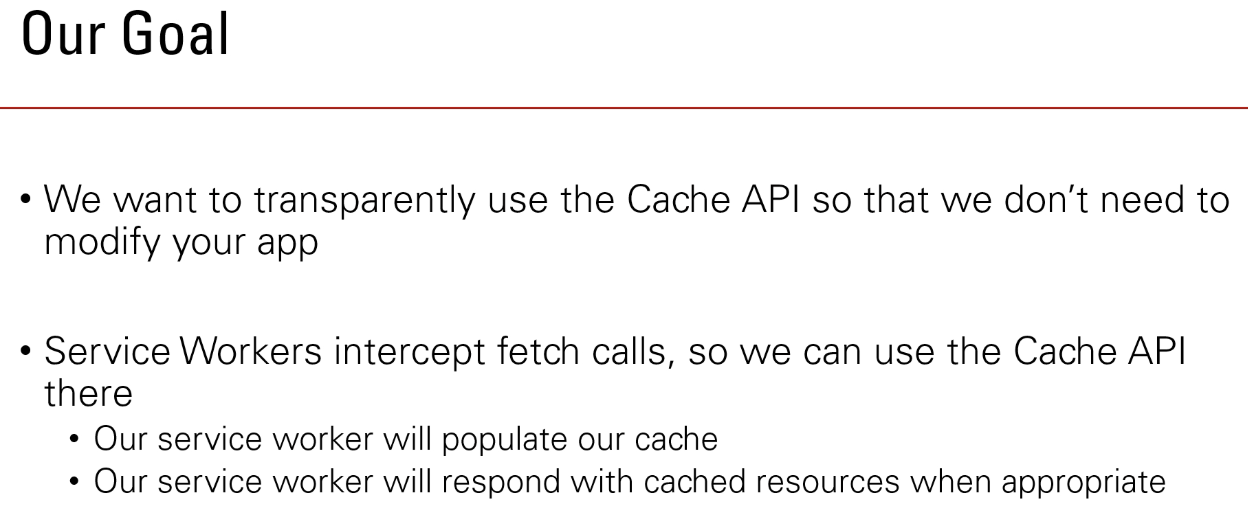 Our Goal
• We want to transparently use the Cache API so that we don’t need to
modify your app
• Service Workers intercept fetch calls, so we can use the Cache API
there
• Our service worker will populate our cache
• Our service worker will respond with cached resources when appropriate